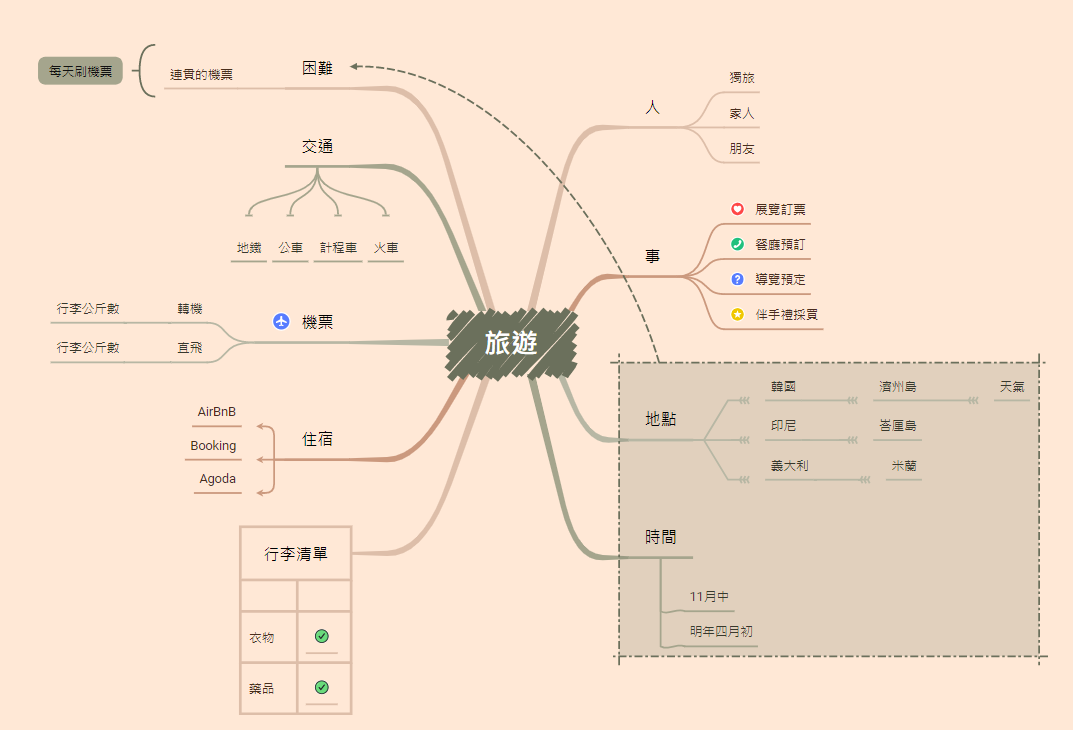 旅遊
人
獨旅
家人
朋友
事
展覽訂票
餐廳預訂
導覽預定
伴手禮採買
地點
韓國 濟州島 天氣
印尼 峇厘島
義大利 米蘭
時間
11月中
明年四月初
困難
連貫的機票
每天刷機票
交通
地鐵 公車 計程車 火車
機票
轉機 行李公斤數
直飛 行李公斤數
住宿
AirBnB
Booking
Agoda
行李清單
衣物
藥品